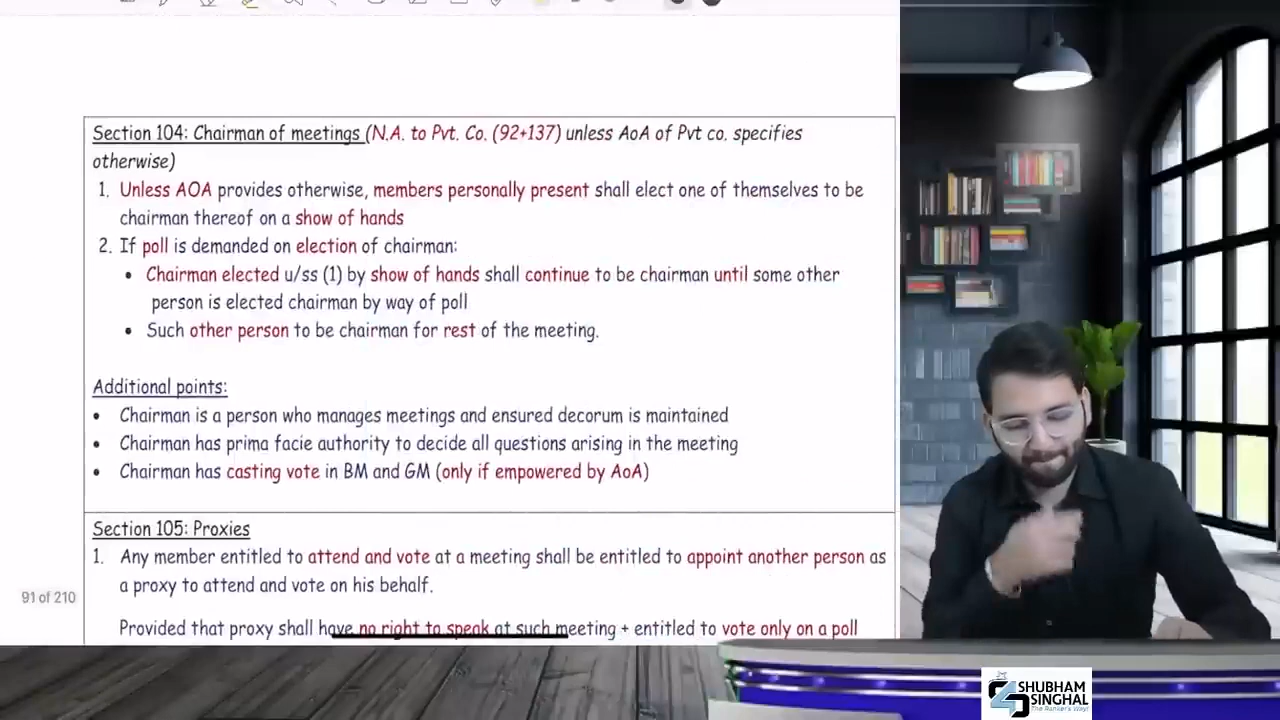 Section 104: Chairman of meetings (N.A. to Pvt. Co. (92+137) unless AoA of Pvt co. specifies
otherwise)
1. Unless AOA provides otherwise, members personally present shall elect one of themselves to be
chairman thereof on a show of hands
2. If poll is demanded on election of chairman:
• Chairman elected u/ss (1) by show of hands shall continue to be chairman until some other
person is elected chairman by way of poll
• Such other person to be chairman for rest of the meeting.
Additional points:
• Chairman is a person who manages meetings and ensured decorum is maintained
• Chairman has prima facie authority to decide all questions arising in the meeting
• Chairman has casting vote in BM and GM (only if empowered by AoA)
Section 105: Proxies
1. Any member entitled to attend and vote at a meeting shall be entitled to appoint another person as
a proxy to attend and vote on his behalf.
91 of 210
Provided that proxy shall have no right to speak at such meeting + entitled to vote only on a poll
SHUBHAM
SINGHAL
The Ranker's Way!